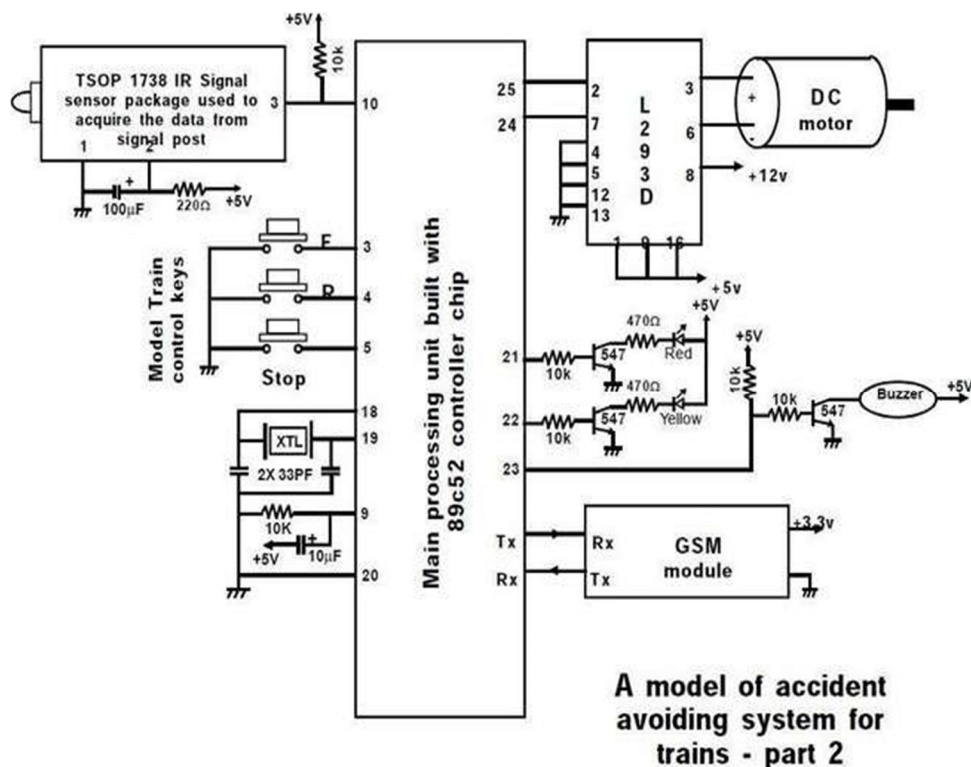 +5V
10k
TSOP 1738 IR Signal
sensor package used to
acquire the data from
signal post
3
1
2
+
100µF
220Ω
+5V
10
Model Train
control keys
F
3
R
4
5
Stop
18
19
XTL
2X 33PF
9
10K
+
+5V
10µF
20
Main processing unit built with
89c52 controller chip
25
24
2
7
4
5
12
13
L
2
9
3
D
3
6
8
1
9
16
+
-
DC
motor
+12v
+5v
+5V
21
10k
547
470Ω
Red
22
10k
547
470Ω
Yellow
23
+5V
10k
10k
547
Buzzer
+5V
Tx
Rx
Rx
Tx
GSM
module
+3.3v
A model of accident
avoiding system for
trains - part 2